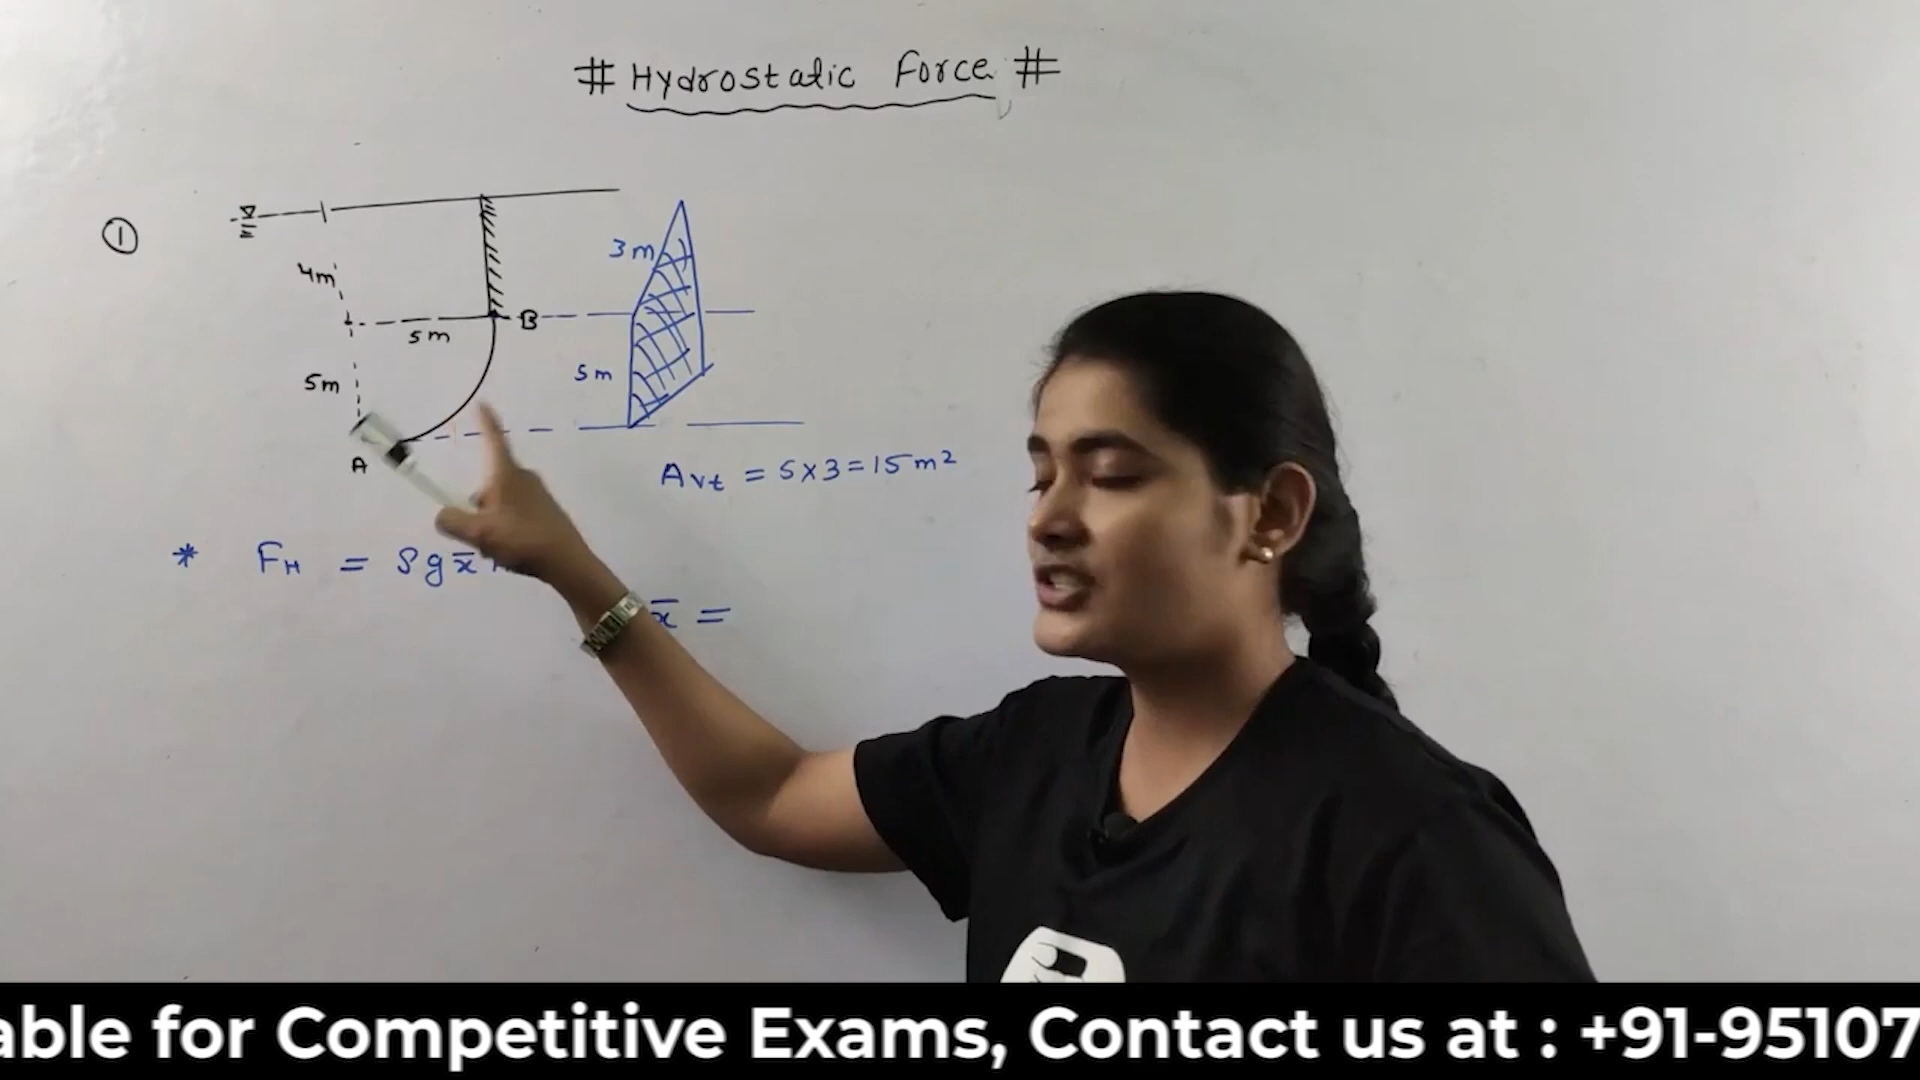 # Hydrostatic Force #
①
4m
5m
B
5m
A
3m
5m
Avt = 5x3 = 15m²
* FH = ρg x̄
x̄ =
able for Competitive Exams, Contact us at : +91-95107